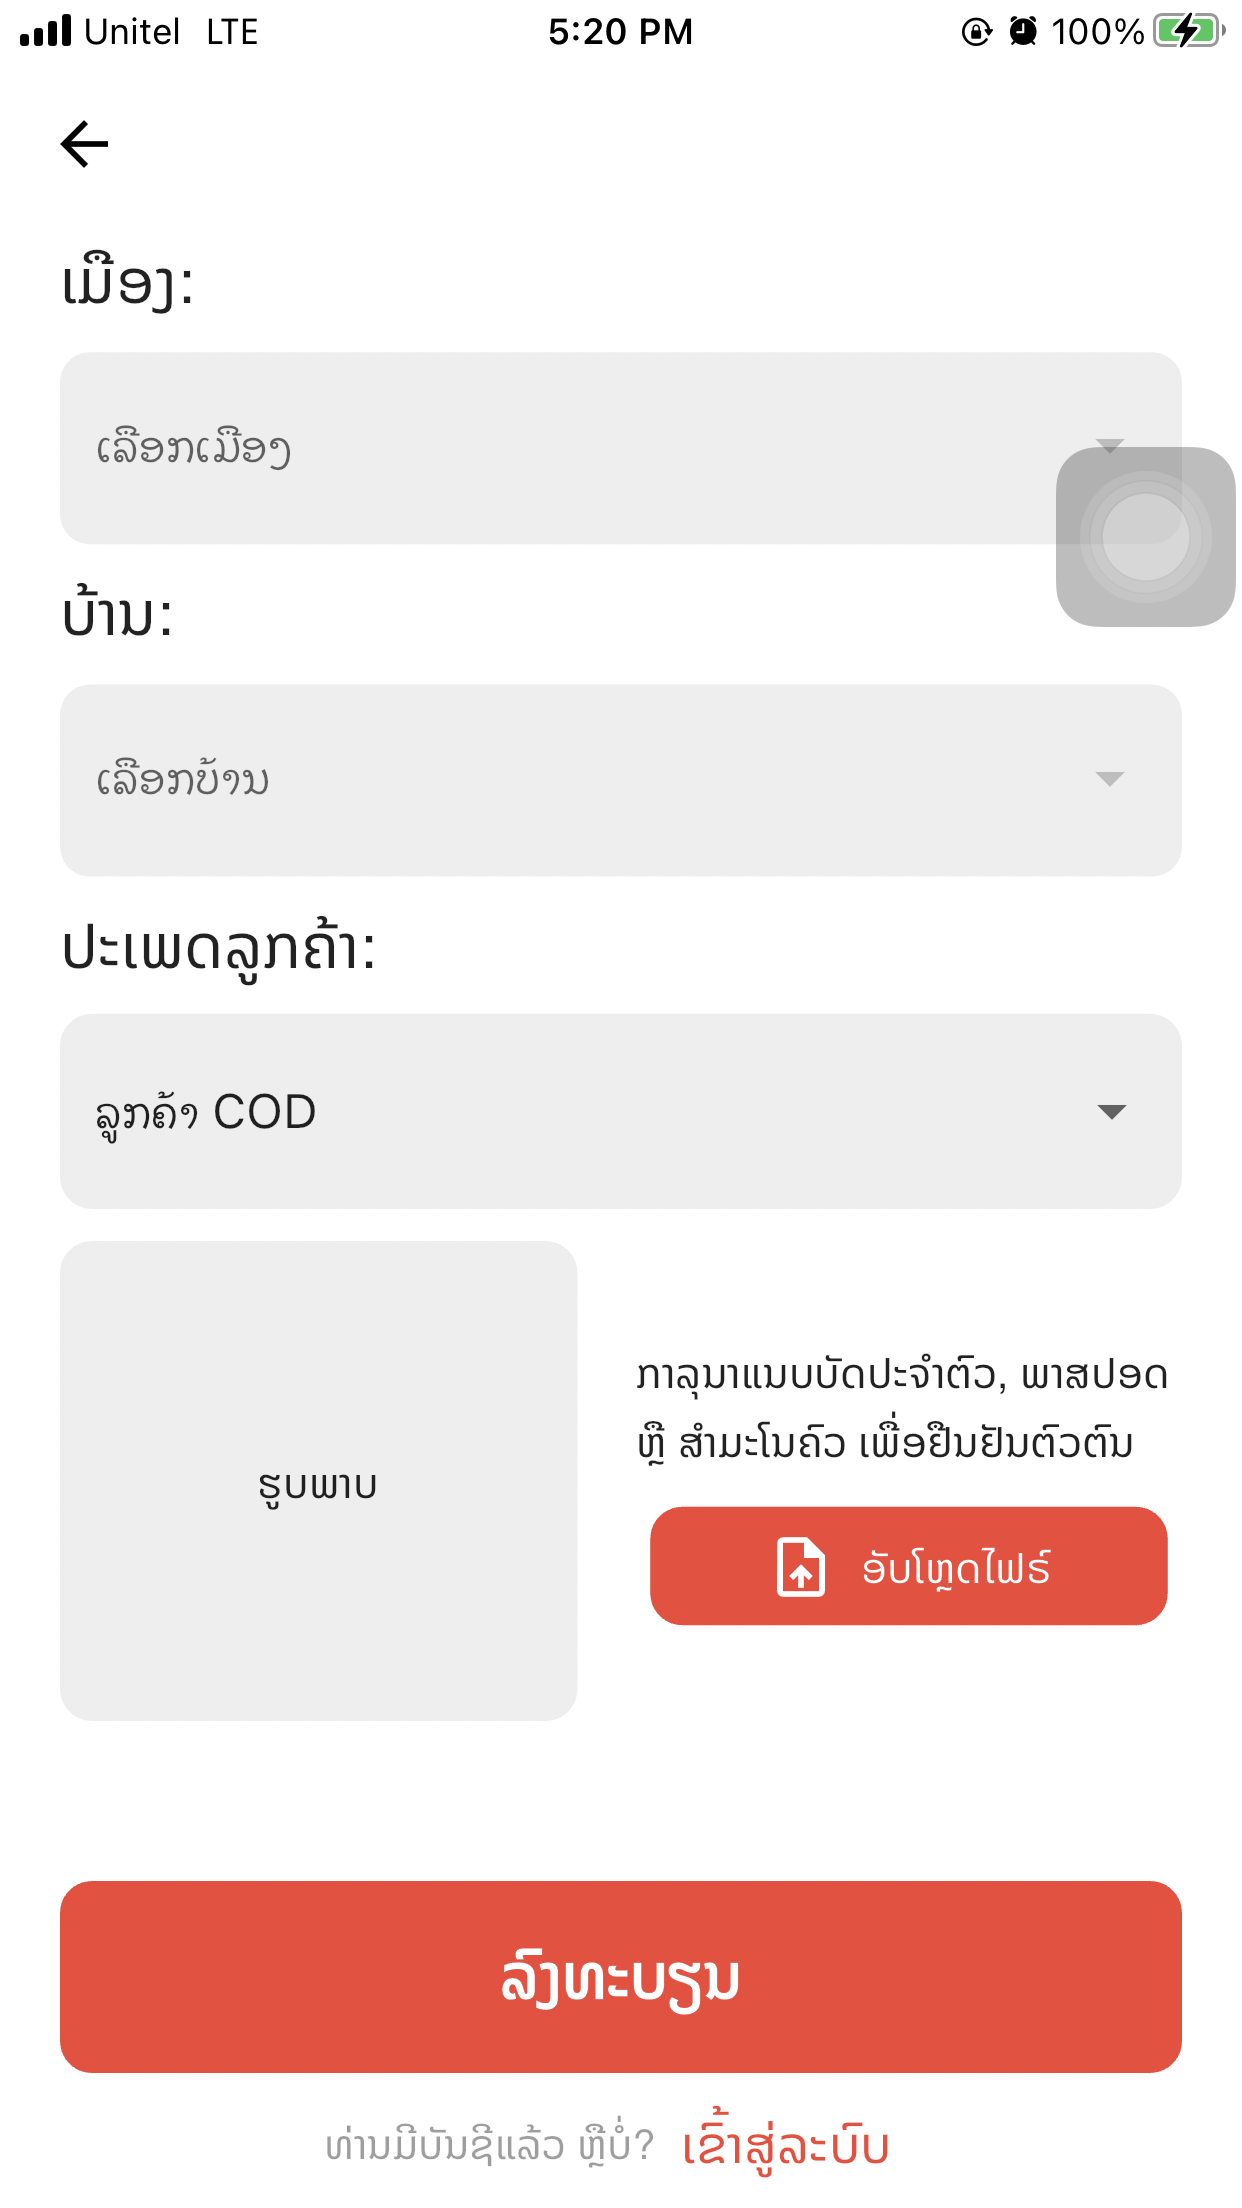 Unitel LTE 5:20 PM 100%
ເມືອງ:
ເລືອກເມືອງ
ບ້ານ:
ເລືອກບ້ານ
ປະເພດລູກຄ້າ:
ລູກຄ້າ COD
ຮູບພາບ
ກາລຸນາແນບບັດປະຈຳຕົວ, ພາສປອດ
ຫຼື ສຳມະໂນຄົວ ເພື່ອຢືນຢັນຕົວຕົນ
ອັບໂຫຼດໄຟຣ໌
ລົງທະບຽນ
ທ່ານມີບັນຊີແລ້ວ ຫຼືບໍ່? ເຂົ້າສູ່ລະບົບ